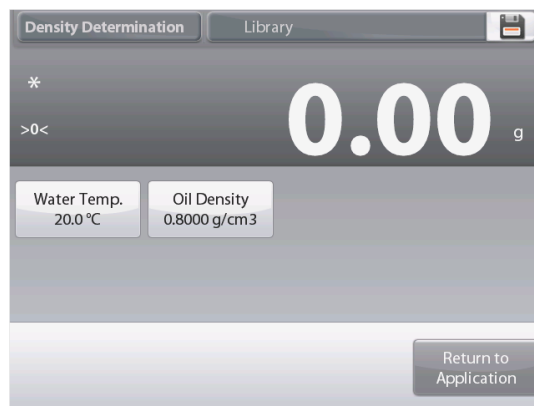 Density Determination Library
*
0.00 g
>0<
Water Temp. Oil Density
20.0 °C 0.8000 g/cm3
Return to
Application